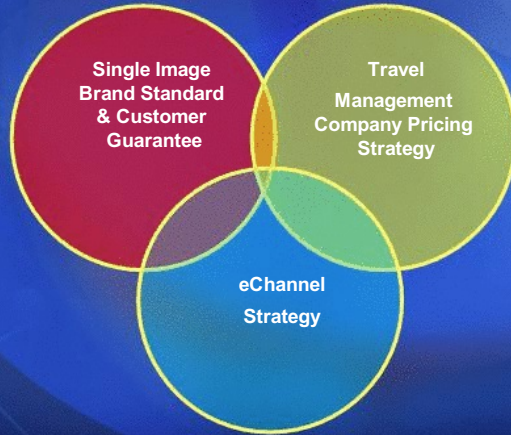 Single Image
Brand Standard
& Customer
Guarantee
Travel
Management
Company Pricing
Strategy
eChannel
Strategy